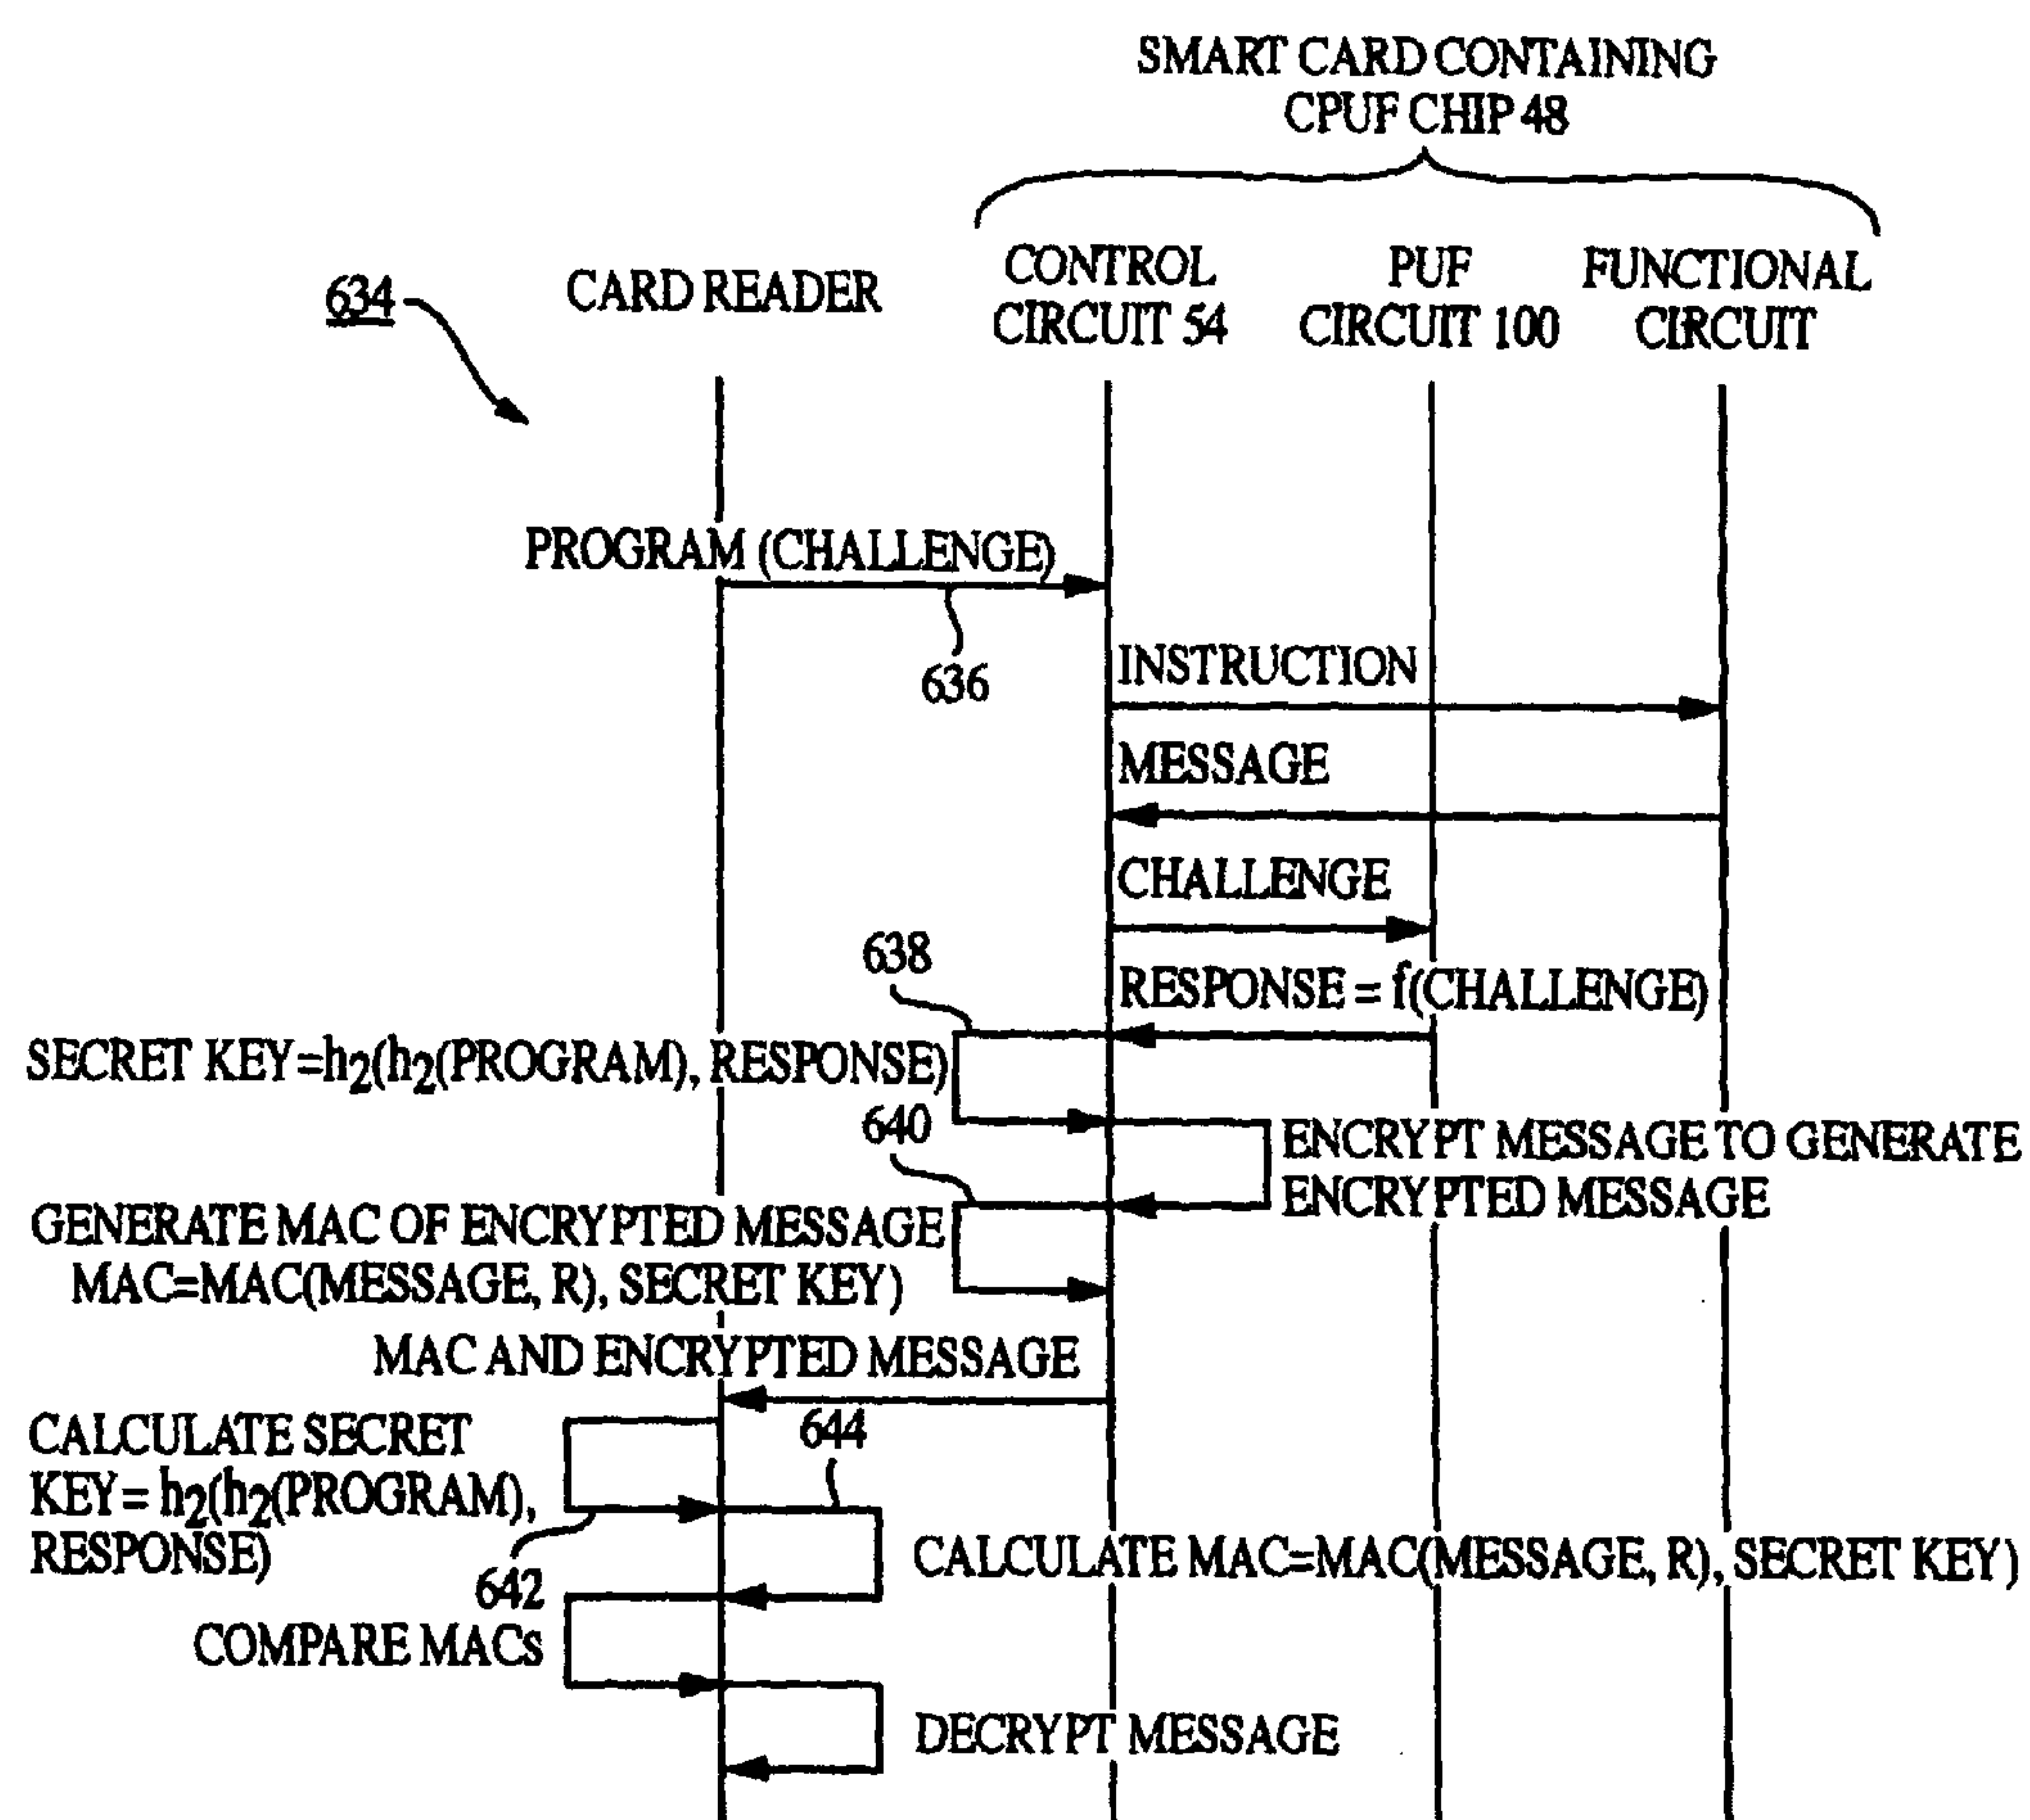 SMART CARD CONTAINING
CPUF CHIP 48
634
CARD READER
CONTROL
CIRCUIT 54
PUF
CIRCUIT 100
FUNCTIONAL
CIRCUIT
PROGRAM (CHALLENGE)
636
INSTRUCTION
MESSAGE
CHALLENGE
638
RESPONSE = f(CHALLENGE)
SECRET KEY=h2(h2(PROGRAM), RESPONSE)
640
ENCRYPT MESSAGE TO GENERATE
ENCRYPTED MESSAGE
GENERATE MAC OF ENCRYPTED MESSAGE
MAC=MAC(MESSAGE, R), SECRET KEY)
MAC AND ENCRYPTED MESSAGE
CALCULATE SECRET
KEY= h2(h2(PROGRAM),
RESPONSE)
644
642
CALCULATE MAC=MAC(MESSAGE, R), SECRET KEY)
COMPARE MACs
DECRYPT MESSAGE